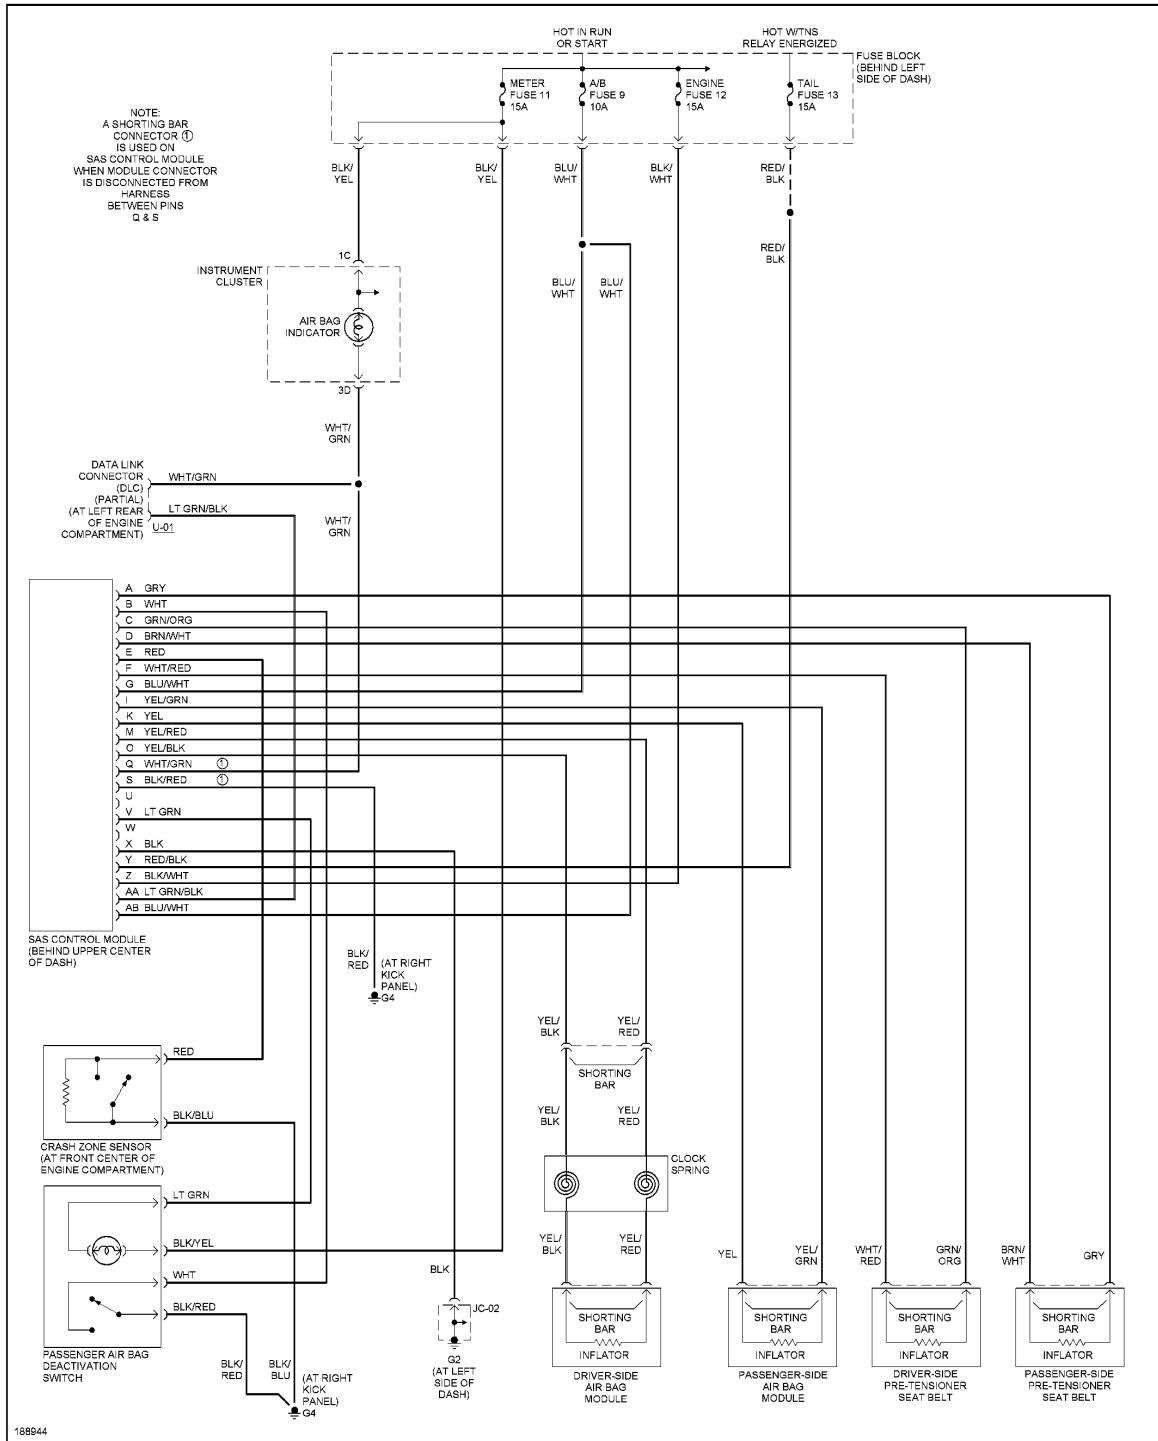 HOT IN RUN
OR START
HOT W/TNS
RELAY ENERGIZED
FUSE BLOCK
(BEHIND LEFT
SIDE OF DASH)
METER
FUSE 11
15A
A/B
FUSE 9
10A
ENGINE
FUSE 12
15A
TAIL
FUSE 13
15A
NOTE:
A SHORTING BAR
CONNECTOR ①
IS USED ON
SAS CONTROL MODULE
WHEN MODULE CONNECTOR
IS DISCONNECTED FROM
HARNESS
BETWEEN PINS
Q & S
BLK/
YEL
BLK/
YEL
BLU/
WHT
BLK/
WHT
RED/
BLK
RED/
BLK
1C
INSTRUMENT
CLUSTER
BLU/
WHT
BLU/
WHT
AIR BAG
INDICATOR
3D
WHT/
GRN
DATA LINK
CONNECTOR
(DLC)
(PARTIAL)
(AT LEFT REAR
OF ENGINE
COMPARTMENT)
WHT/GRN
LT GRN/BLK
U-01
WHT/
GRN
A GRY
B WHT
C GRN/ORG
D BRN/WHT
E RED
F WHT/RED
G BLU/WHT
I YEL/GRN
K YEL
M YEL/RED
O YEL/BLK
Q WHT/GRN ①
S BLK/RED ①
U
V LT GRN
W
X BLK
Y RED/BLK
Z BLK/WHT
AA LT GRN/BLK
AB BLU/WHT
SAS CONTROL MODULE
(BEHIND UPPER CENTER
OF DASH)
BLK/
RED
(AT RIGHT
KICK
PANEL)
G4
YEL/
BLK
YEL/
RED
RED
SHORTING
BAR
BLK/BLU
YEL/
BLK
YEL/
RED
CRASH ZONE SENSOR
(AT FRONT CENTER OF
ENGINE COMPARTMENT)
CLOCK
SPRING
LT GRN
BLK/YEL
WHT
BLK/RED
YEL/
BLK
YEL/
RED
YEL
YEL/
GRN
WHT/
RED
GRN/
ORG
BRN/
WHT
GRY
BLK
JC-02
PASSENGER AIR BAG
DEACTIVATION
SWITCH
BLK/
RED
BLK/
BLU
(AT RIGHT
KICK
PANEL)
G4
G2
(AT LEFT
SIDE OF
DASH)
SHORTING
BAR
INFLATOR
DRIVER-SIDE
AIR BAG
MODULE
SHORTING
BAR
INFLATOR
PASSENGER-SIDE
AIR BAG
MODULE
SHORTING
BAR
INFLATOR
DRIVER-SIDE
PRE-TENSIONER
SEAT BELT
SHORTING
BAR
INFLATOR
PASSENGER-SIDE
PRE-TENSIONER
SEAT BELT
188944